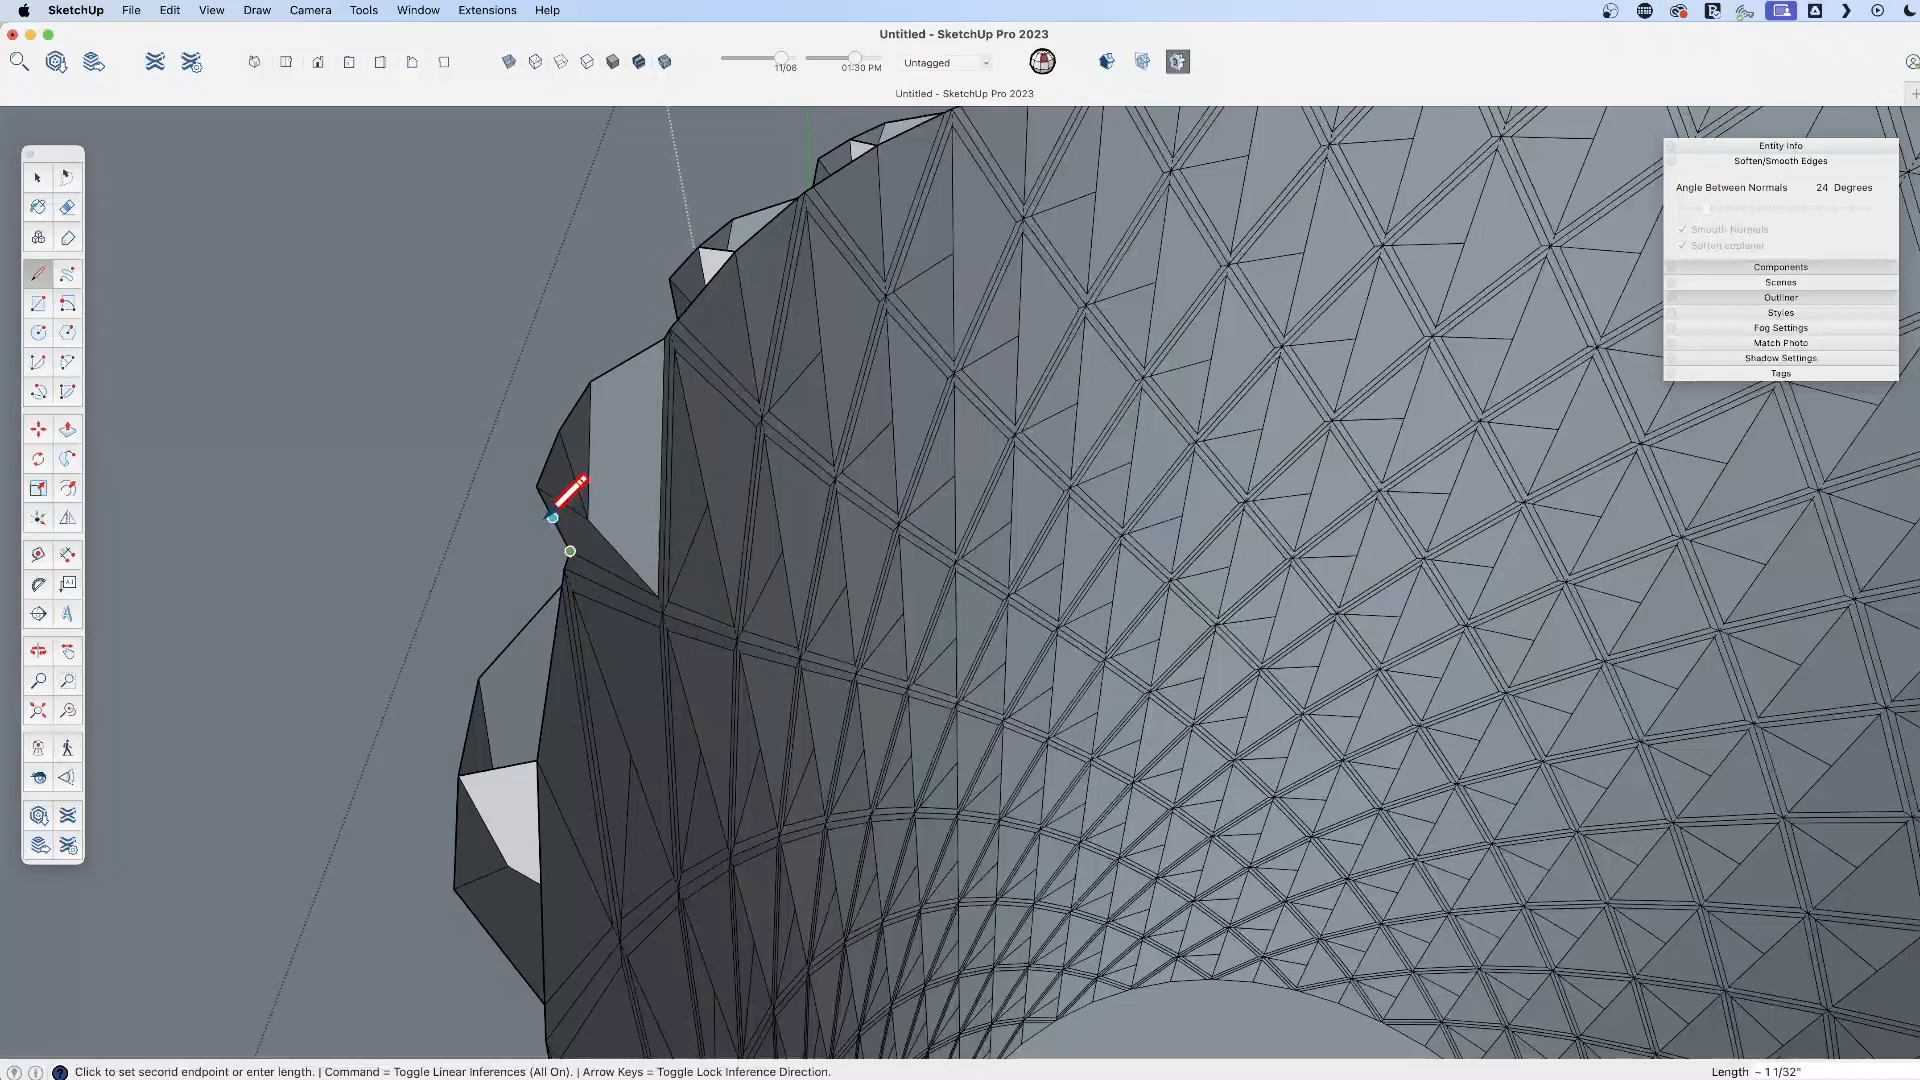 SketchUp File Edit View Draw Camera Tools Window Extensions Help
Untitled - SketchUp Pro 2023
11/08
01:30 PM
Untagged
Untitled - SketchUp Pro 2023
Entity Info
Soften/Smooth Edges
Angle Between Normals 24 Degrees
Smooth Normals
Soften coplanar
Components
Scenes
Outliner
Styles
Fog Settings
Match Photo
Shadow Settings
Tags
Click to set second endpoint or enter length. | Command = Toggle Linear Inferences (All On). | Arrow Keys = Toggle Lock Inference Direction.
Length ~ 1 1/32"